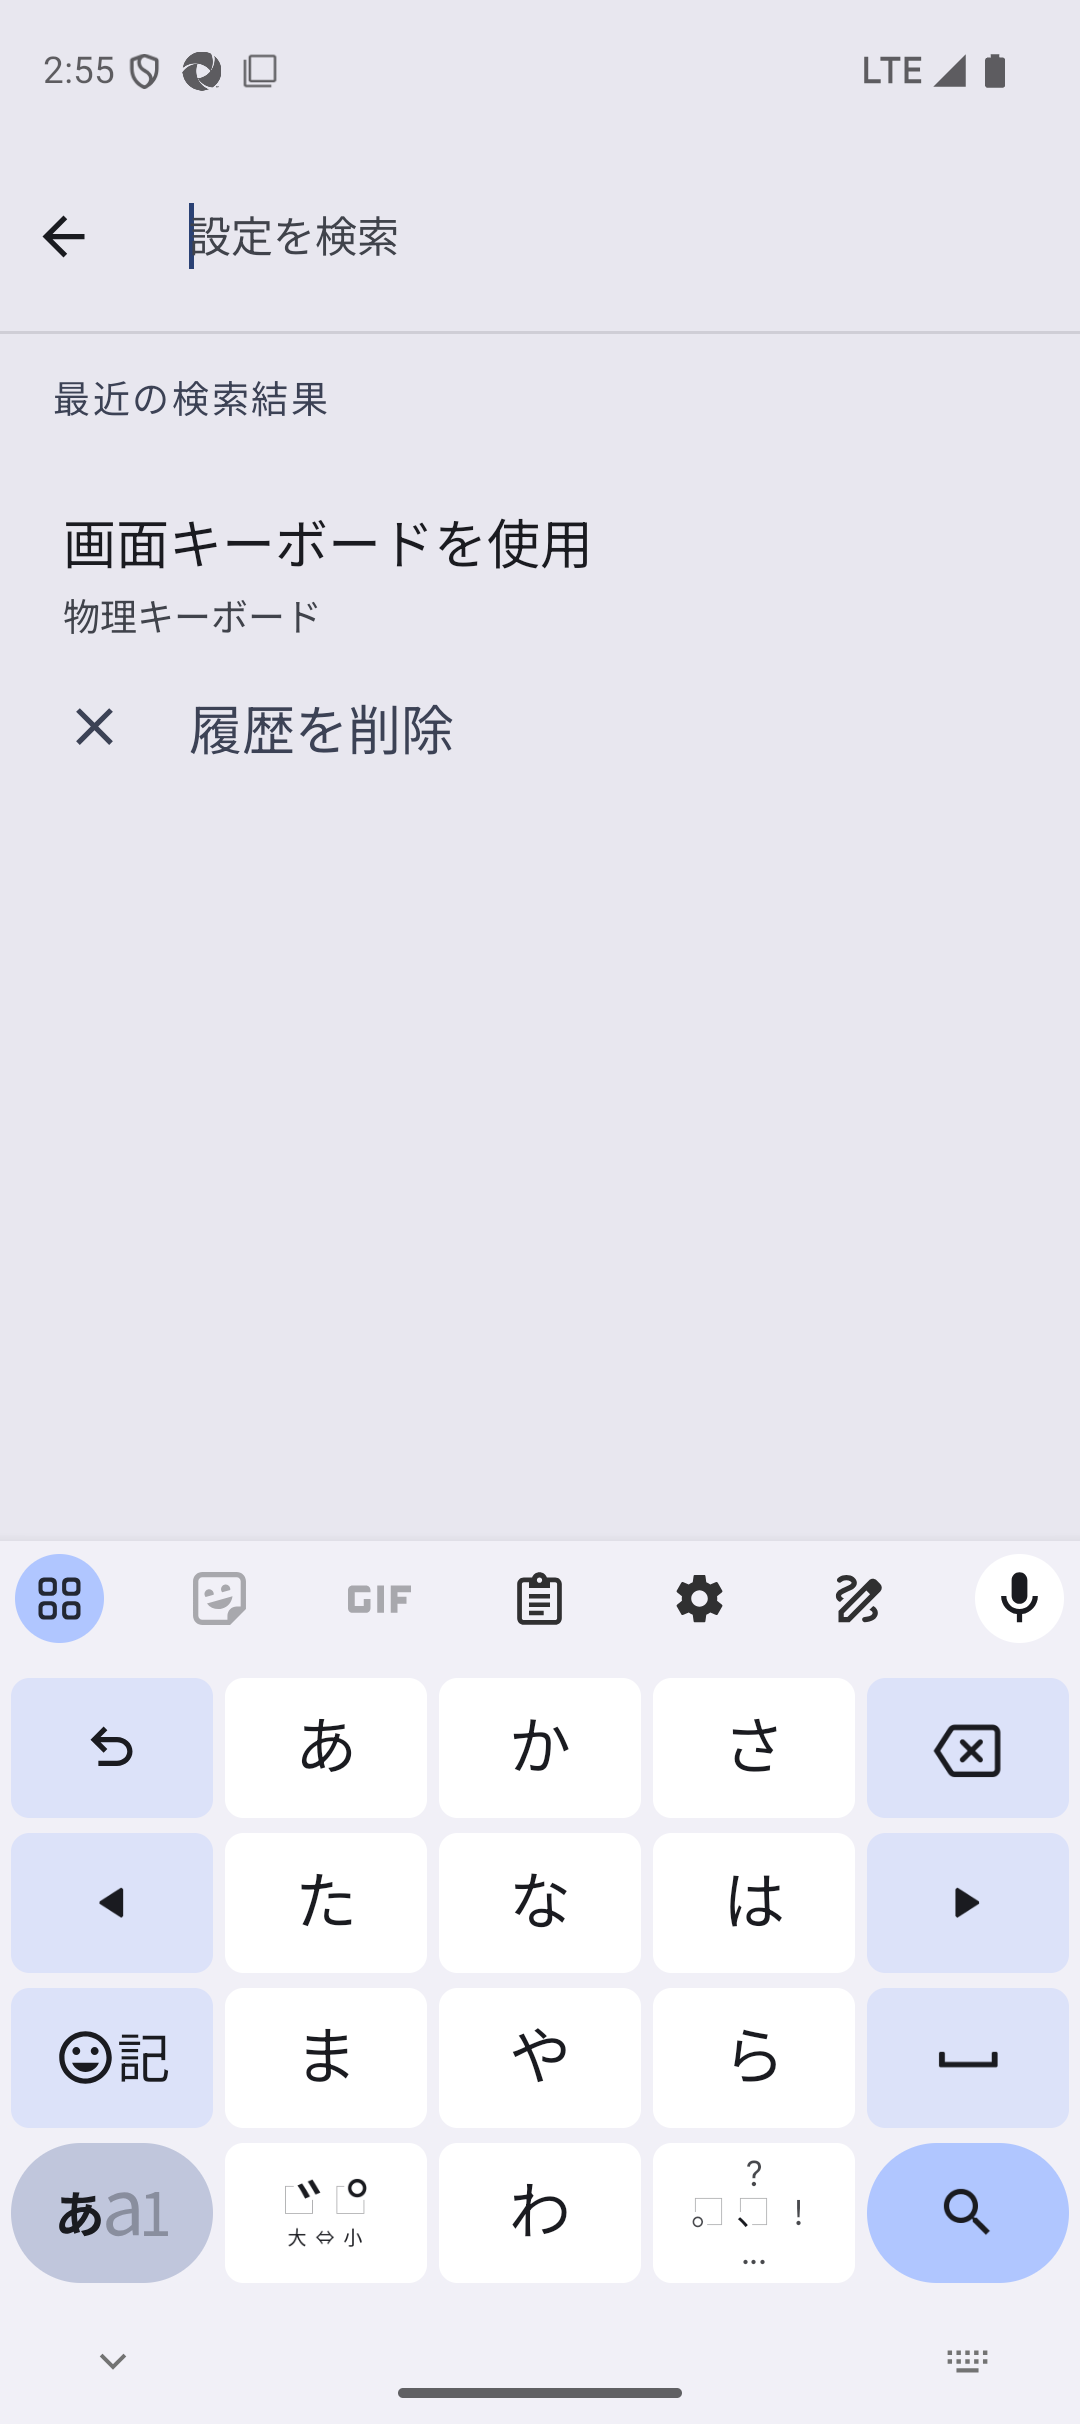 2:55 LTE
設定を検索
最近の検索結果
画面キーボードを使用
物理キーボード
履歴を削除
GIF
あ か さ
た な は
記 ま や ら
あa1 ゛゜ 大⇔小 わ 。、?!…